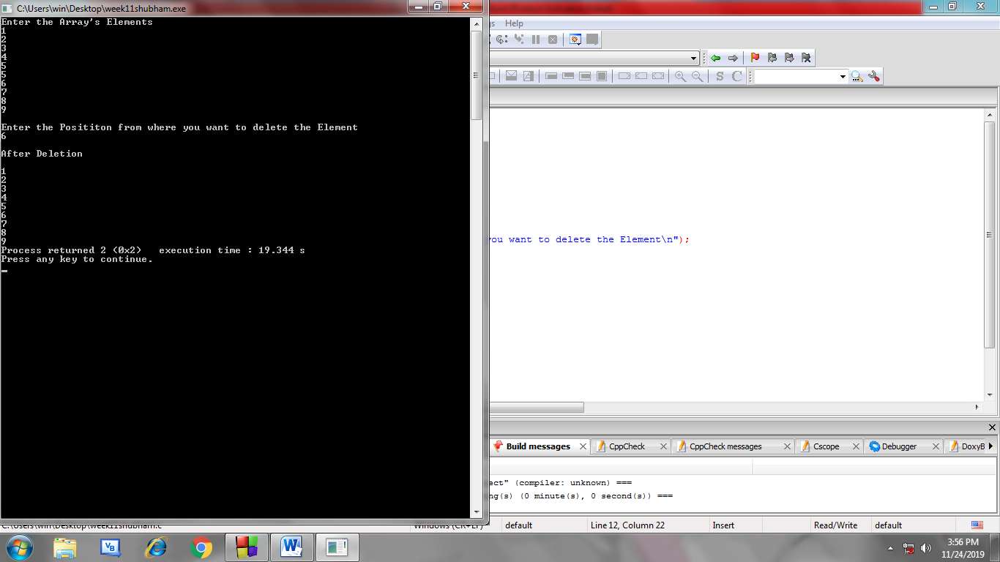 C:\Users\win\Desktop\week11shubham.exe
Enter the Array's Elements
1
2
3
4
5
5
6
7
8
9
Enter the Posititon from where you want to delete the Element
6
After Deletion
1
2
3
4
5
6
7
8
9
Process returned 2 (0x2)   execution time : 19.344 s
Press any key to continue.
Help
S C
you want to delete the Element\n");
Build messages
CppCheck
CppCheck messages
Cscope
Debugger
DoxyB
ect" (compiler: unknown) ===
ng(s) (0 minute(s), 0 second(s)) ===
C:\Users\win\Desktop\week11shubham.c
Windows (CR+LF)
default
Line 12, Column 22
Insert
Read/Write
default
VB
W
3:56 PM
11/24/2019